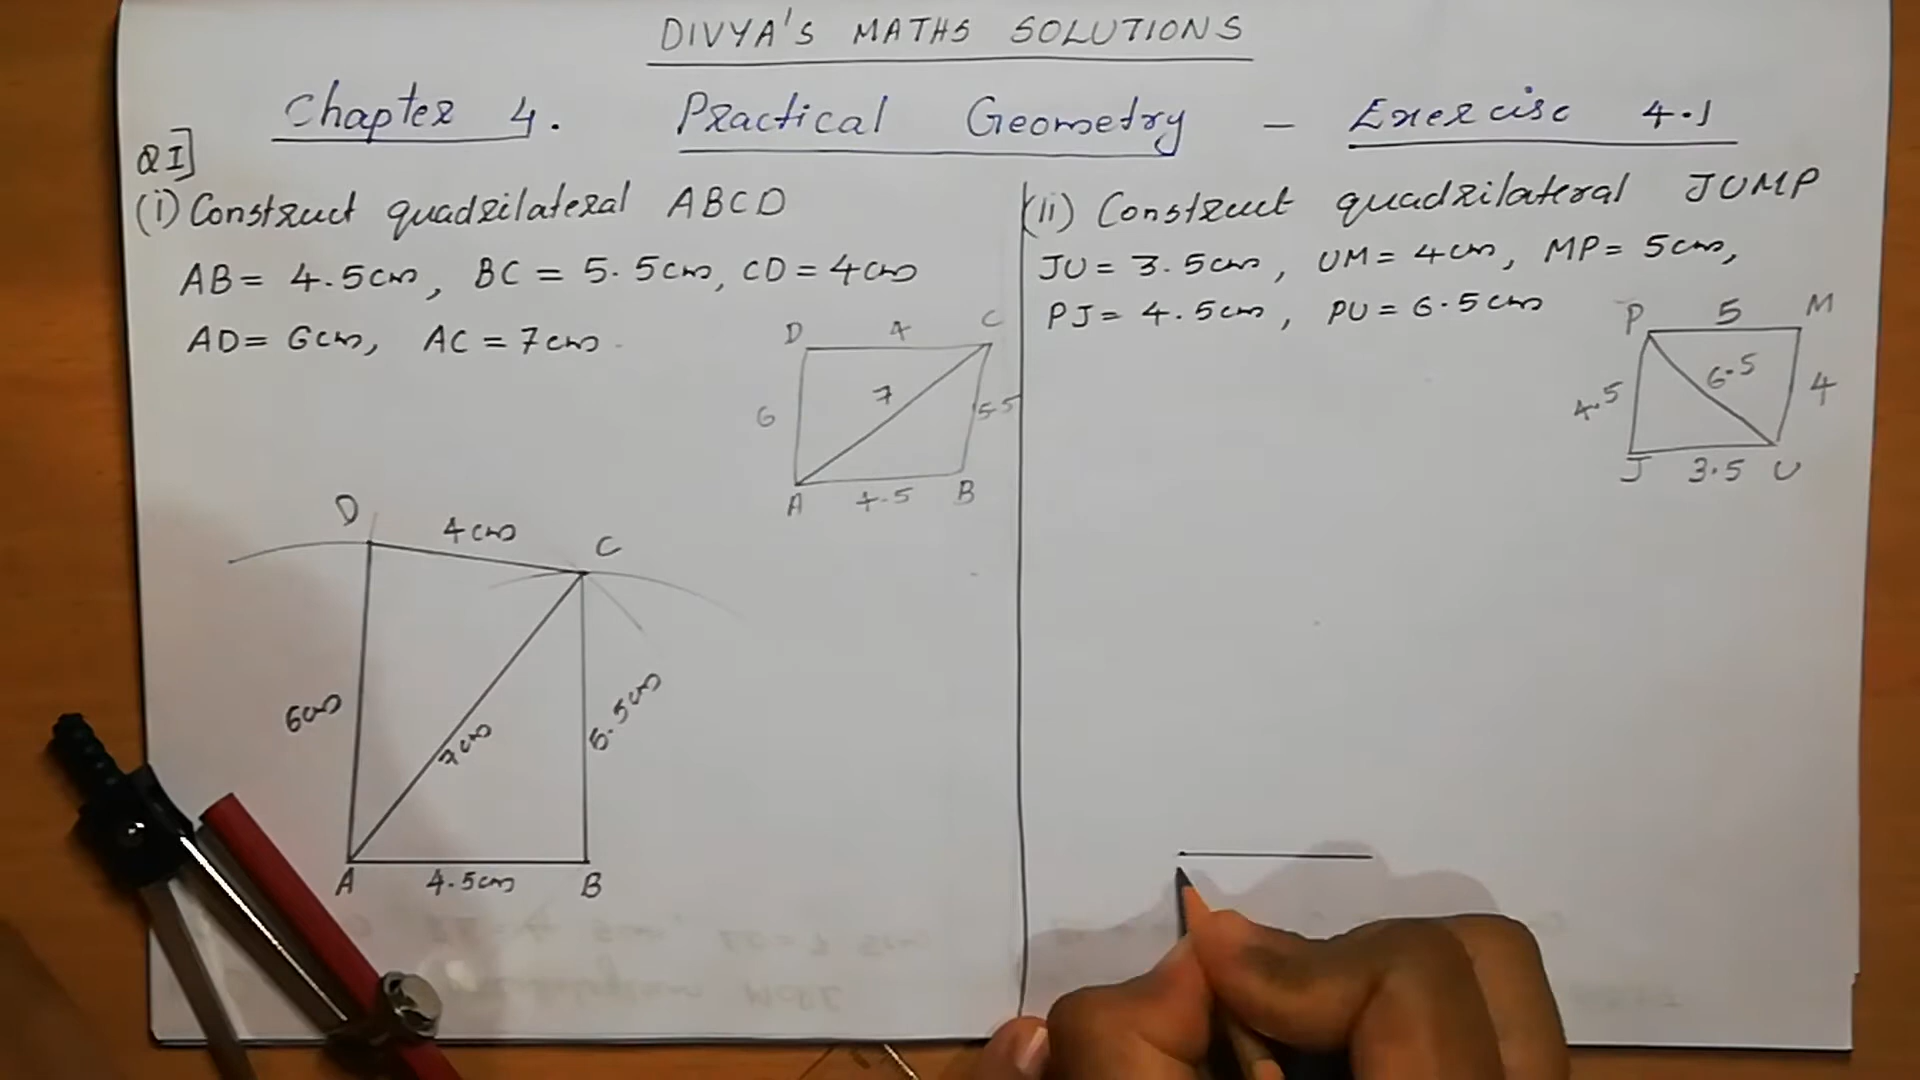 DIVYA'S MATHS SOLUTIONS
Chapter 4. Practical Geometry - Exercise 4.1
Q I]
(i) Construct quadrilateral ABCD
AB = 4.5cm, BC = 5.5cm, CD = 4cm
AD = 6cm, AC = 7cm
D 4 C
6 7 5.5
A 4.5 B
D 4cm C
6cm 7cm 5.5cm
A 4.5cm B
(ii) Construct quadrilateral JUMP
JU = 3.5cm, UM = 4cm, MP = 5cm,
PJ = 4.5cm, PU = 6.5cm
P 5 M
4.5 6.5 4
J 3.5 U